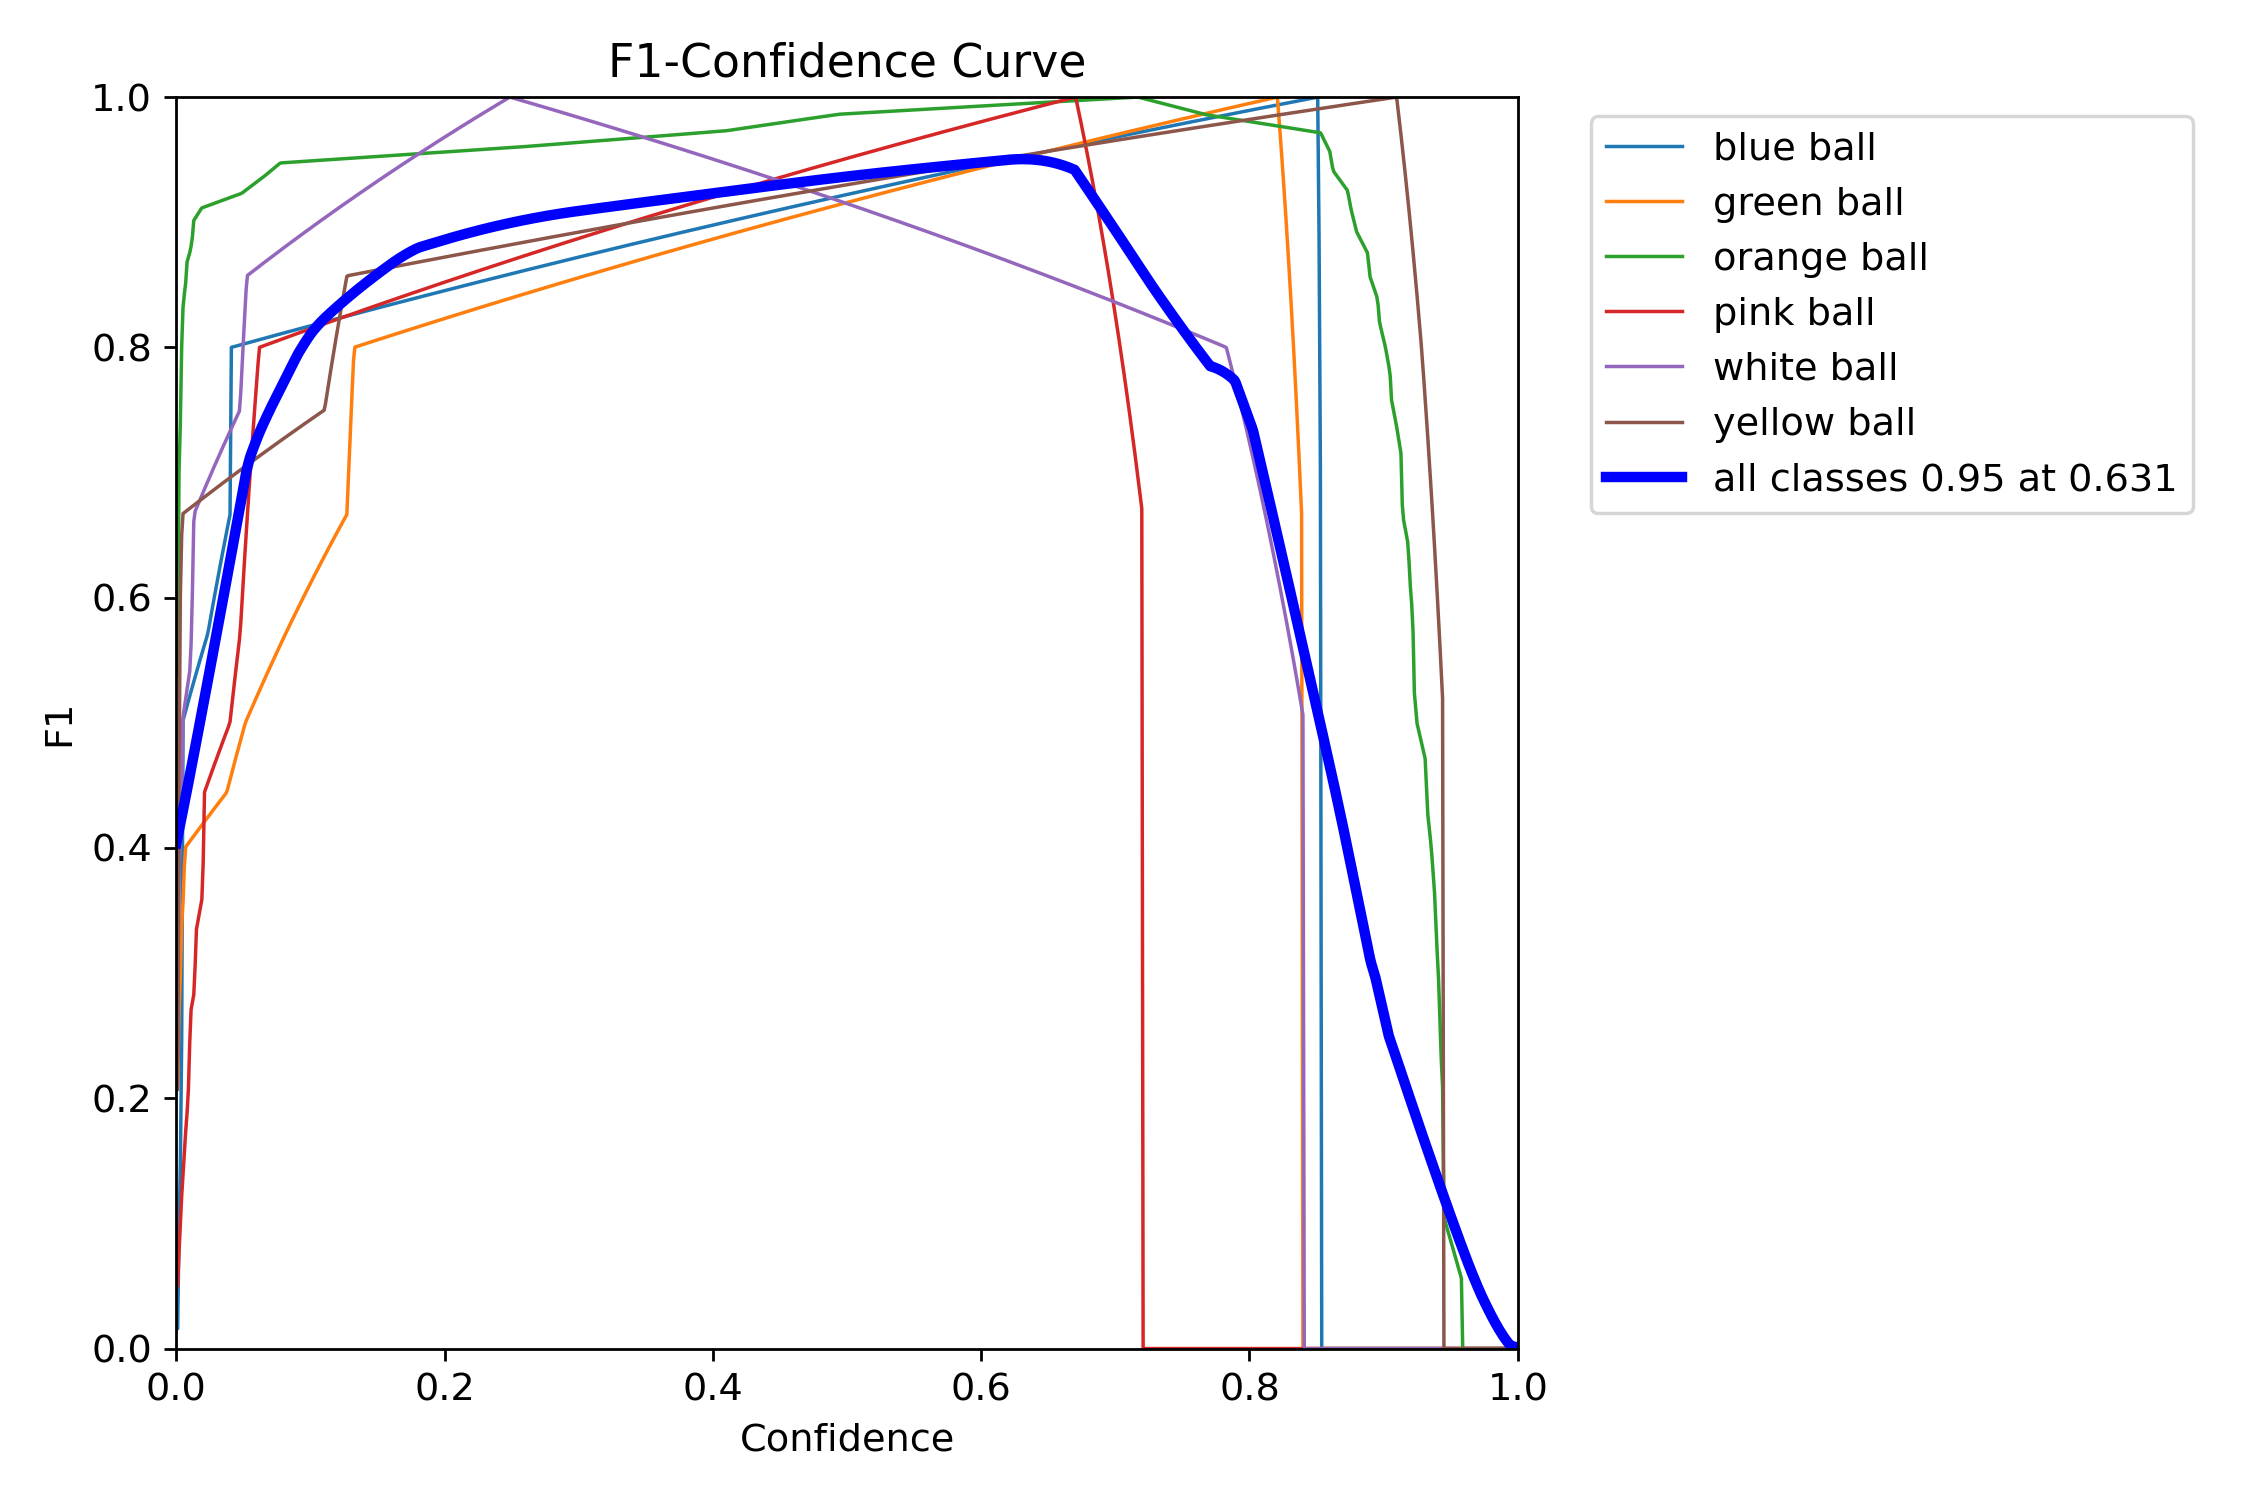 F1-Confidence Curve
1.0
0.8
0.6
0.4
0.2
0.0
F1
0.0 0.2 0.4 0.6 0.8 1.0
Confidence
blue ball
green ball
orange ball
pink ball
white ball
yellow ball
all classes 0.95 at 0.631